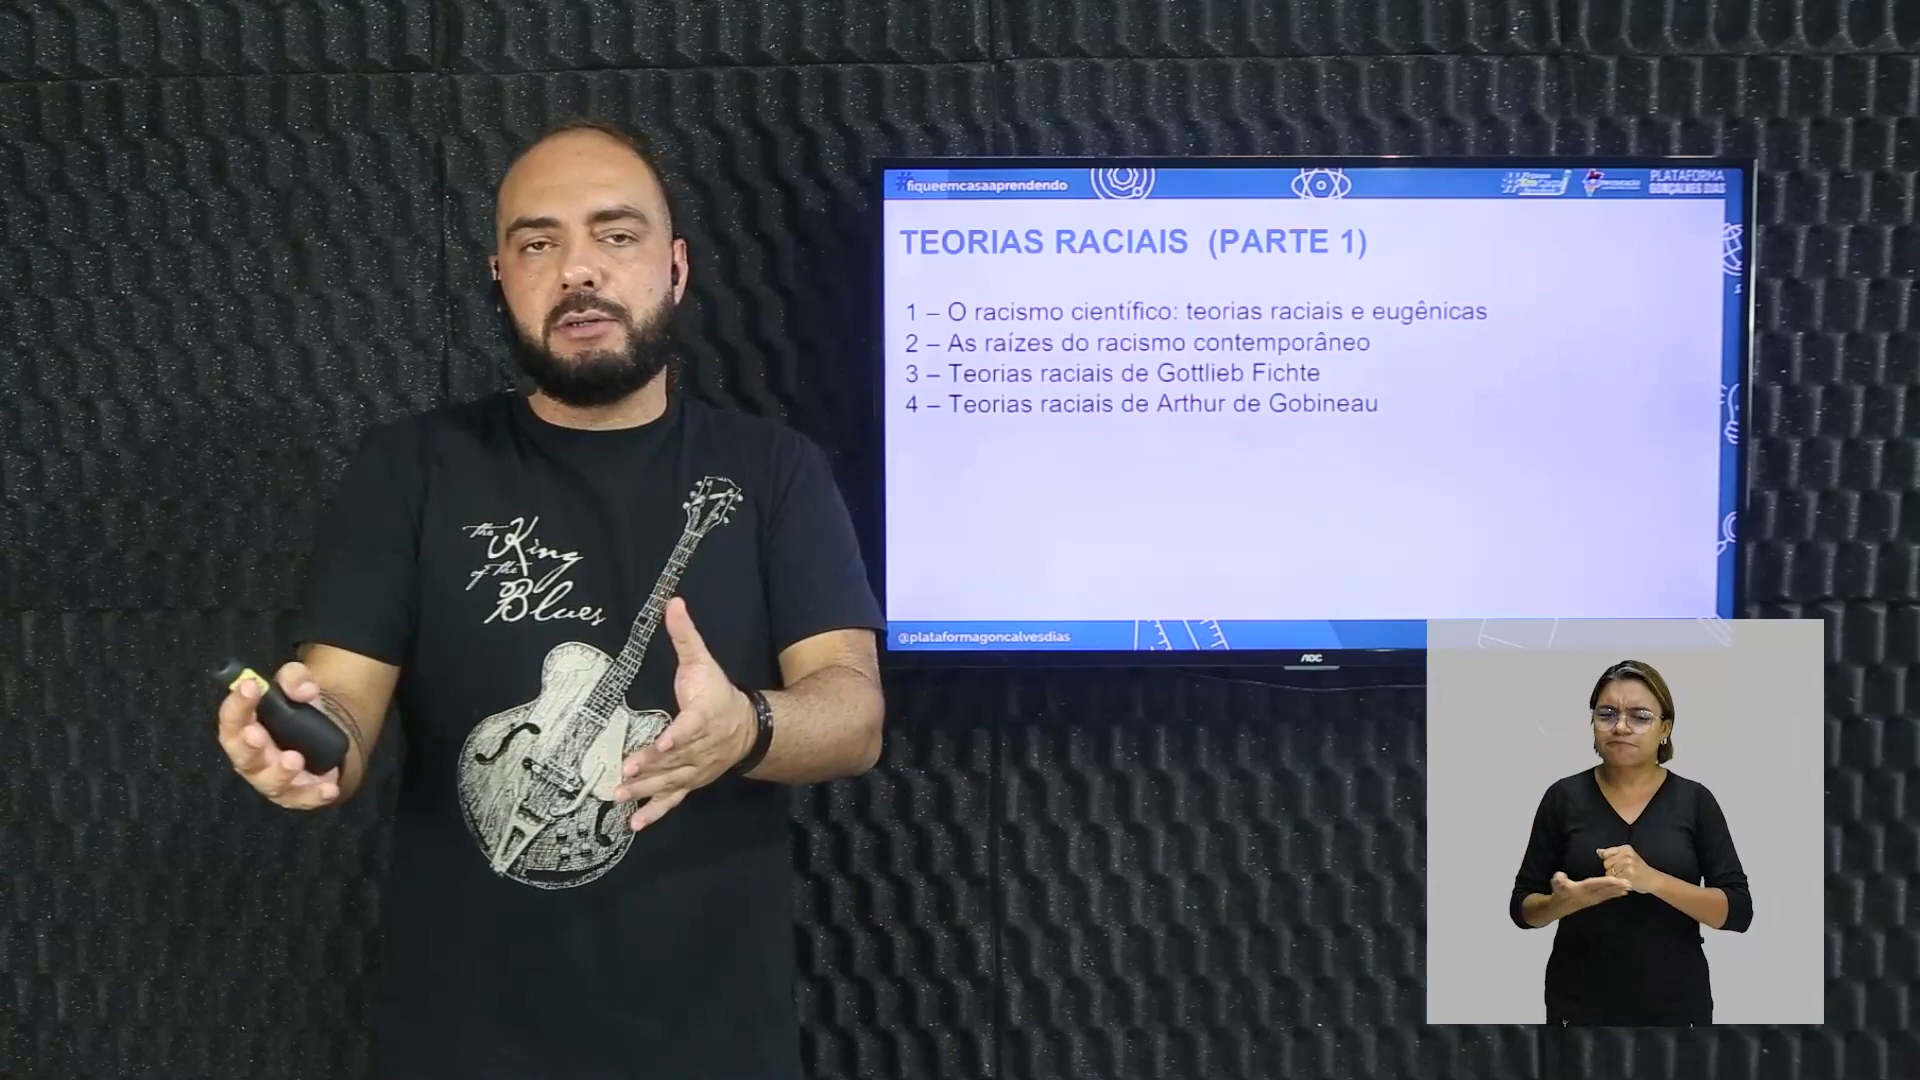 #fiqueemcasaaprendendo
PLATAFORMA
GONÇALVES DIAS
TEORIAS RACIAIS (PARTE 1)
1 – O racismo científico: teorias raciais e eugênicas
2 – As raízes do racismo contemporâneo
3 – Teorias raciais de Gottlieb Fichte
4 – Teorias raciais de Arthur de Gobineau
@plataformagoncalvesdias
AOC
the King
of the
Blues